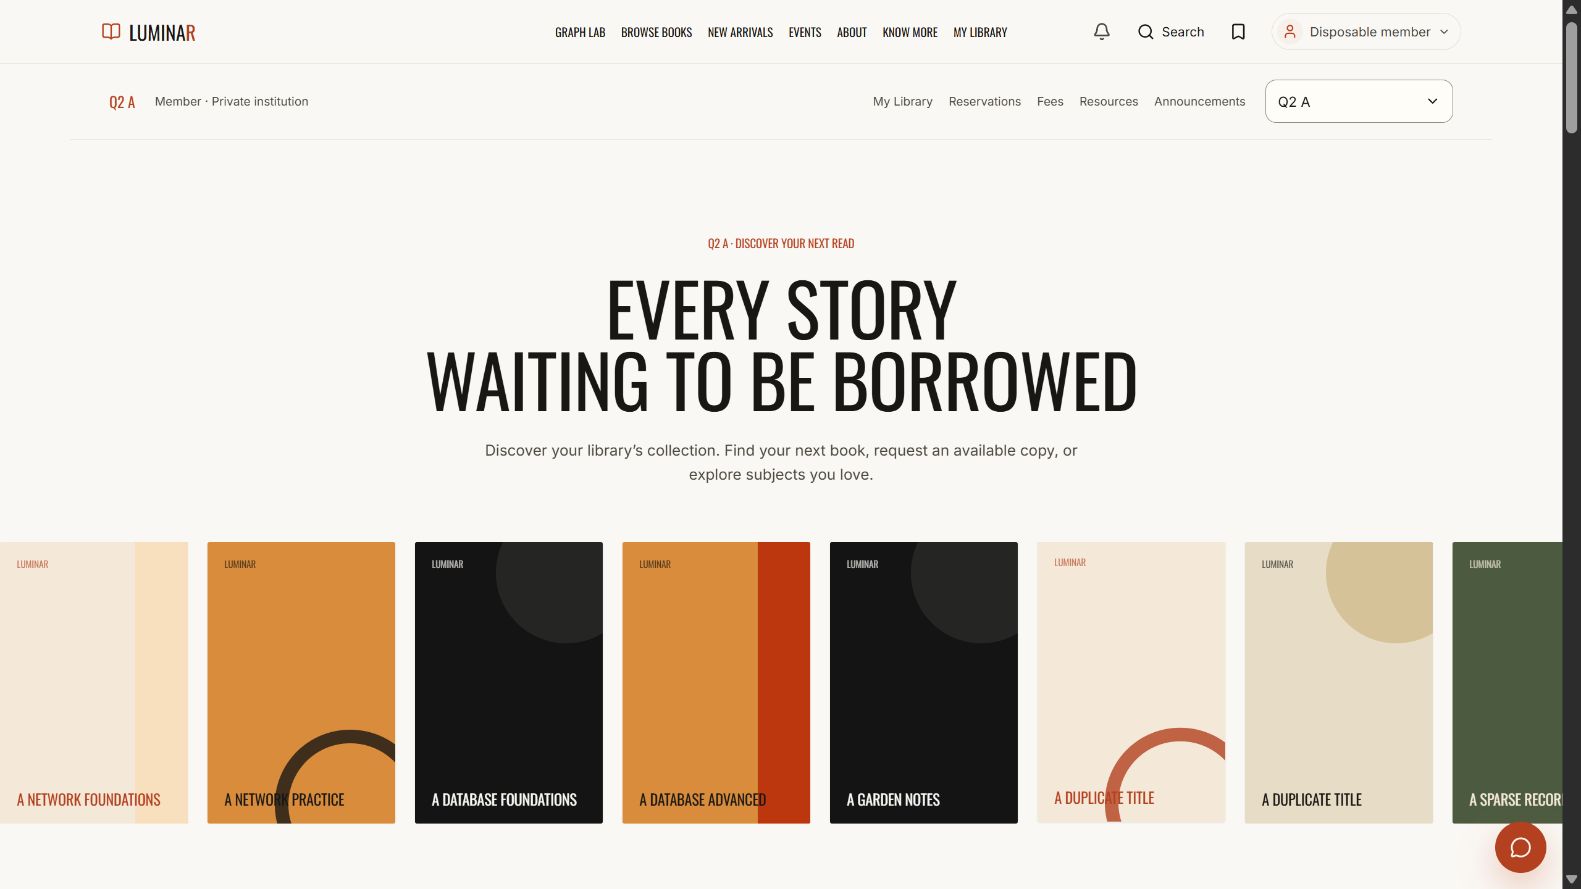 LUMINAR
GRAPH LAB BROWSE BOOKS NEW ARRIVALS EVENTS ABOUT KNOW MORE MY LIBRARY
Search
Disposable member
Q2 A
Member · Private institution
My Library Reservations Fees Resources Announcements
Q2 A
Q2 A · DISCOVER YOUR NEXT READ
EVERY STORY
WAITING TO BE BORROWED
Discover your library’s collection. Find your next book, request an available copy, or
explore subjects you love.
LUMINAR
A NETWORK FOUNDATIONS
LUMINAR
A NETWORK PRACTICE
LUMINAR
A DATABASE FOUNDATIONS
LUMINAR
A DATABASE ADVANCED
LUMINAR
A GARDEN NOTES
LUMINAR
A DUPLICATE TITLE
LUMINAR
A DUPLICATE TITLE
LUMINAR
A SPARSE RECOR